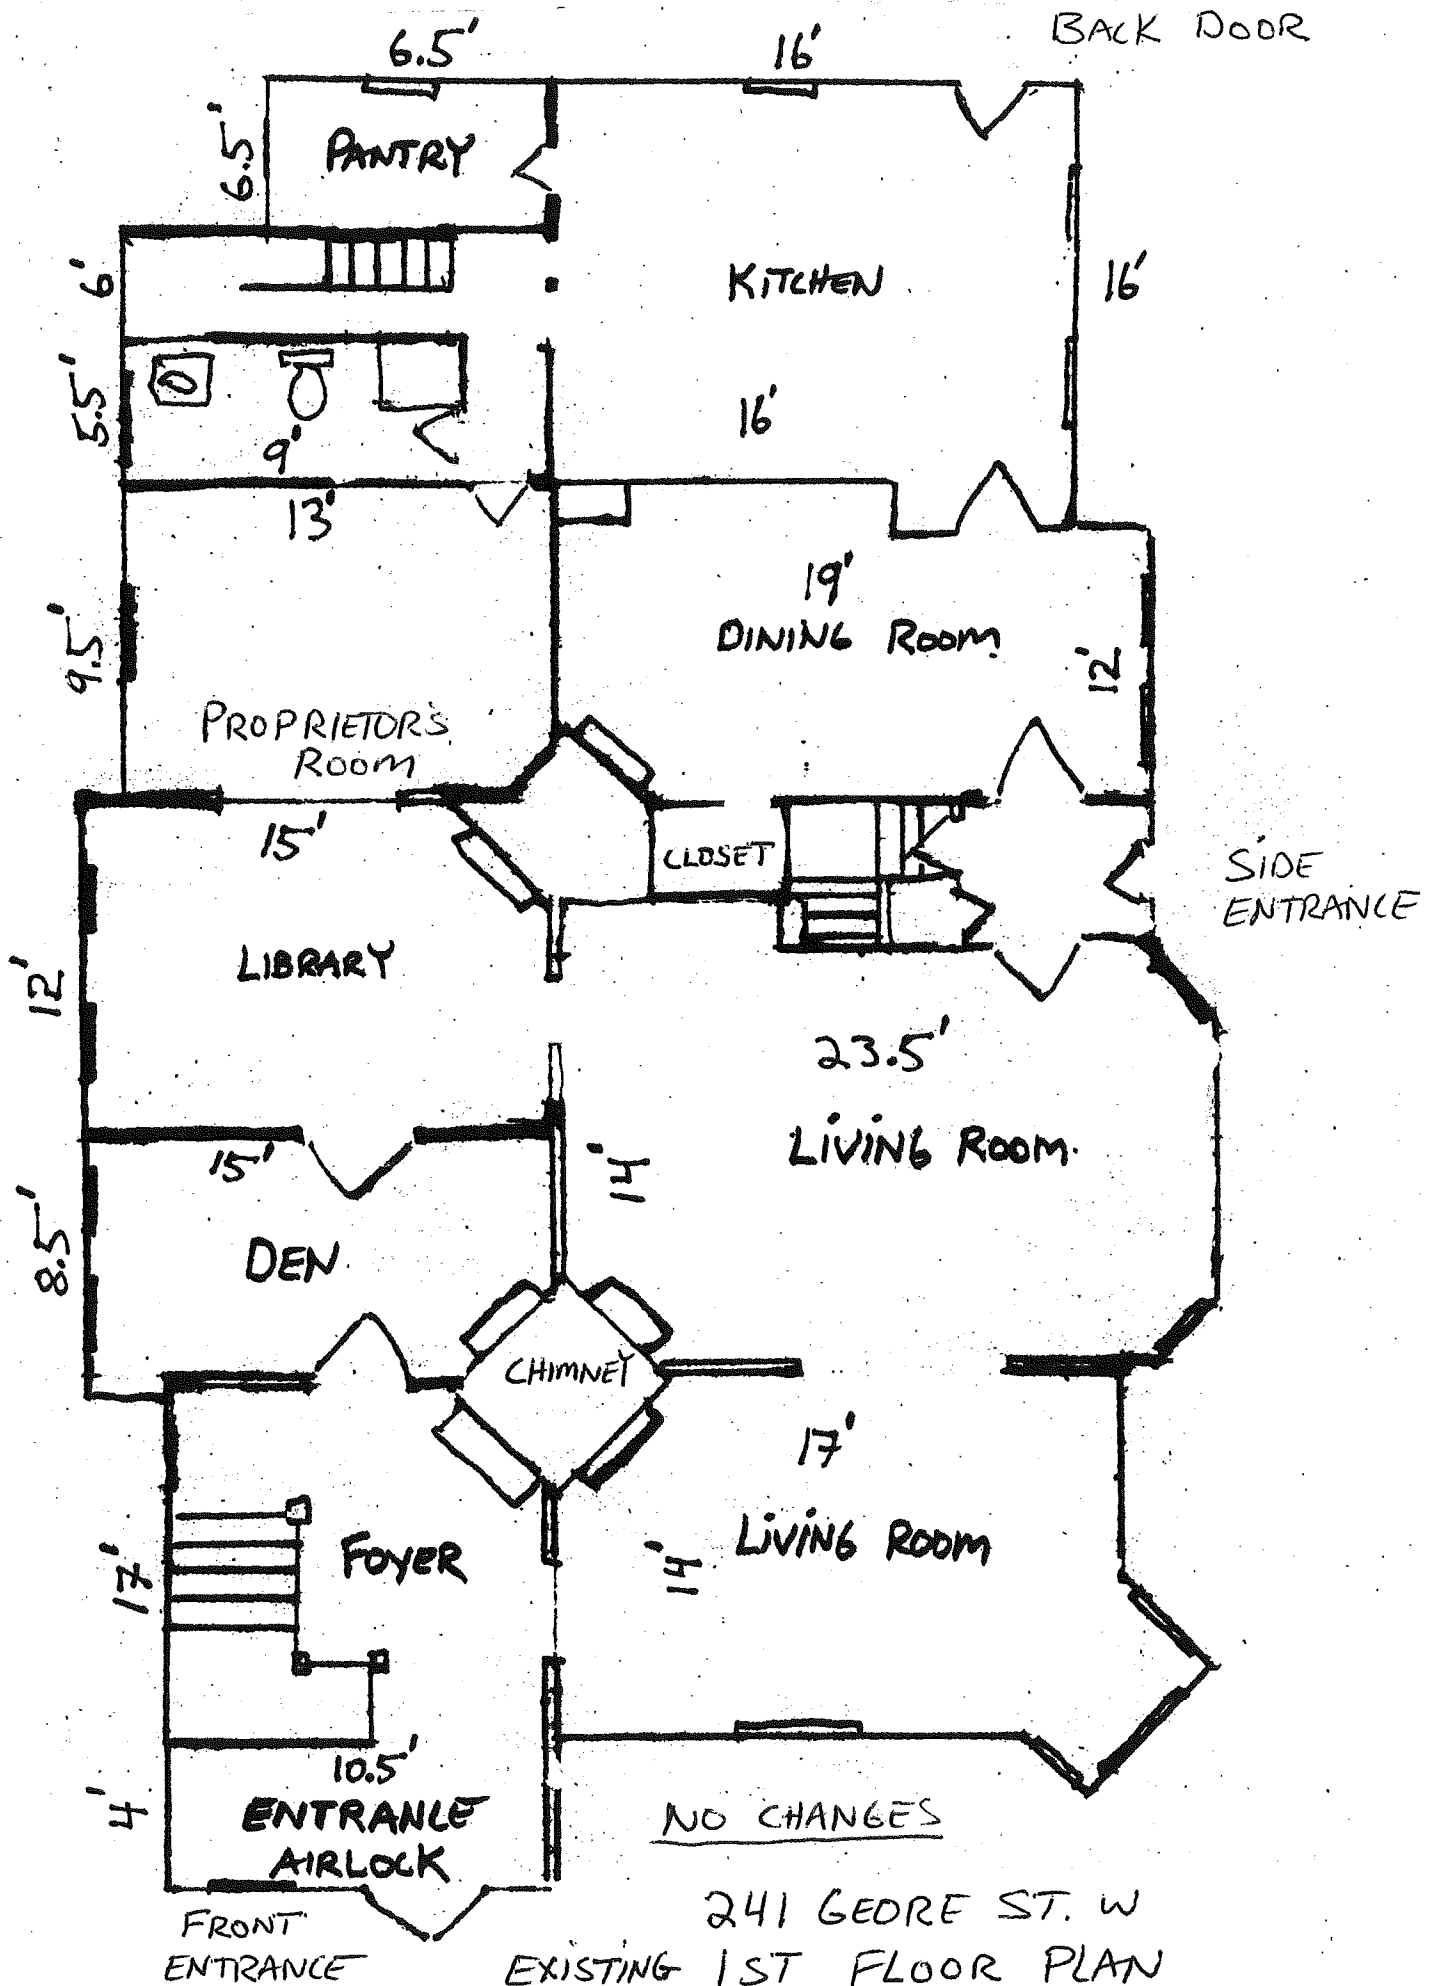 BACK DOOR
6.5'
16'
6.5'
PANTRY
6'
KITCHEN
16'
5.5'
9'
16'
13'
19'
DINING ROOM
12'
9.5'
PROPRIETOR'S
ROOM
15'
CLOSET
SIDE
ENTRANCE
12'
LIBRARY
23.5'
LIVING ROOM
15'
14'
8.5'
DEN
CHIMNEY
17'
LIVING ROOM
14'
17'
FOYER
10.5'
4'
ENTRANCE
AIRLOCK
NO CHANGES
FRONT
ENTRANCE
241 GEORE ST. W
EXISTING 1ST FLOOR PLAN